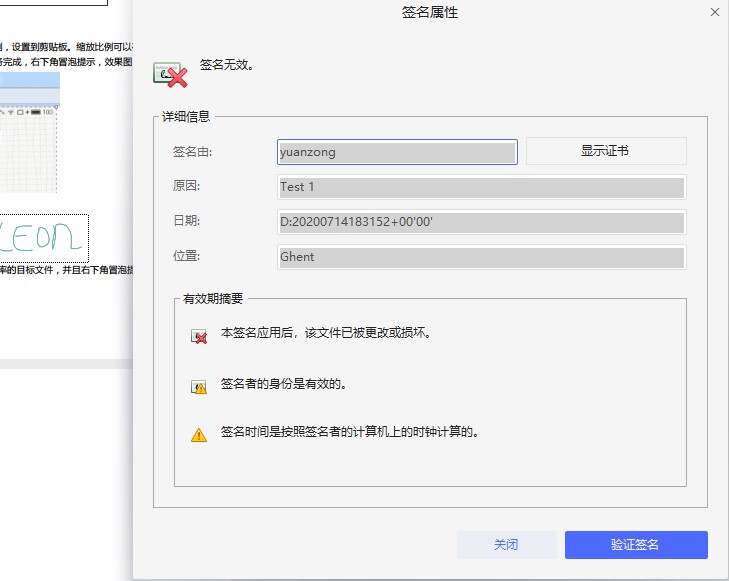 签名属性
，设置到剪贴板。缩放比例可以
务完成，右下角冒泡提示，效果图
100
LEON
率的目标文件，并且右下角冒泡提
签名无效。
详细信息
签名由: yuanzong 显示证书
原因: Test 1
日期: D:20200714183152+00'00'
位置: Ghent
有效期摘要
本签名应用后，该文件已被更改或损坏。
签名者的身份是有效的。
签名时间是按照签名者的计算机上的时钟计算的。
关闭 验证签名